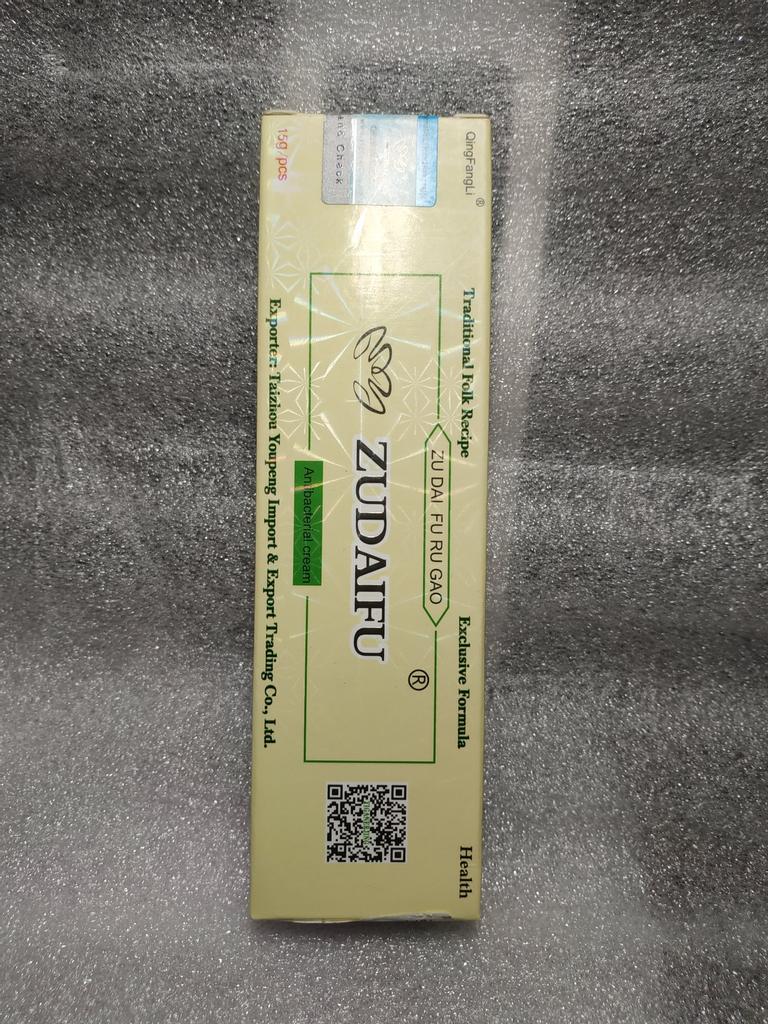 QingFangLi ®
Traditional Folk Recipe Exclusive Formula Health
ZU DAI FU RU GAO
ZUDAIFU ®
Antibacterial cream
Check
15g/pcs
Exporter: Taizhou Youpeng Import & Export Trading Co., Ltd.